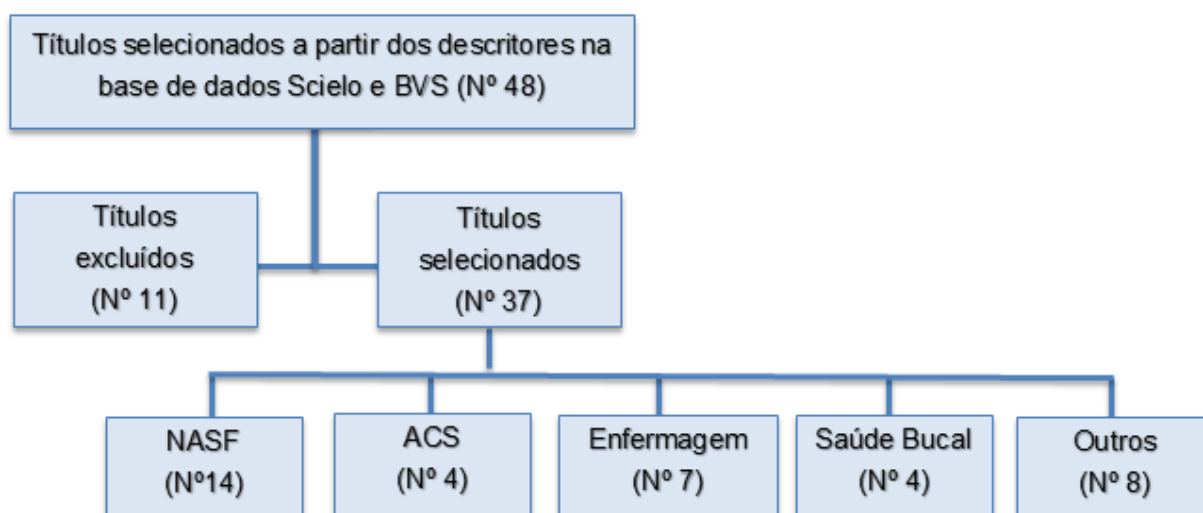 Títulos selecionados a partir dos descritores na
base de dados Scielo e BVS (Nº 48)
Títulos
excluídos
(Nº 11)
Títulos
selecionados
(Nº 37)
NASF
(Nº14)
ACS
(Nº 4)
Enfermagem
(Nº 7)
Saúde Bucal
(Nº 4)
Outros
(Nº 8)